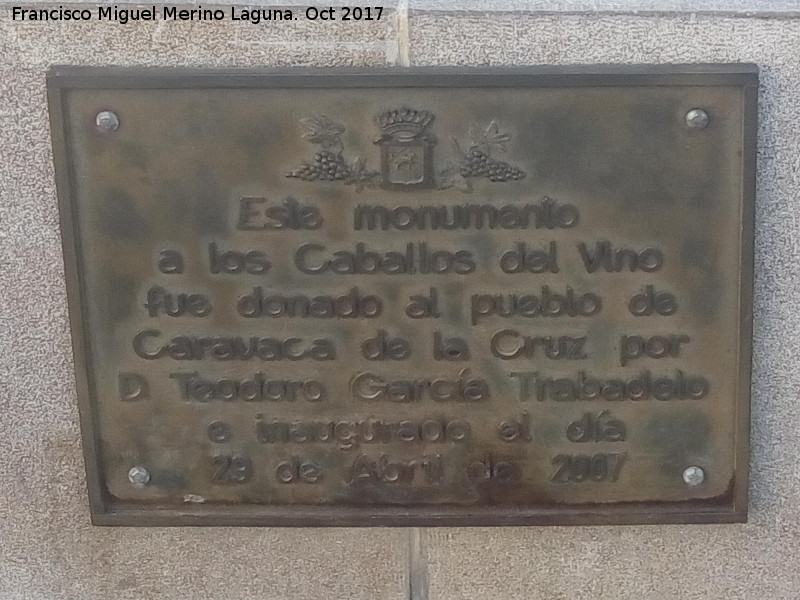 Francisco Miguel Merino Laguna. Oct 2017
Este monumento
a los Caballos del Vino
fue donado al pueblo de
Caravaca de la Cruz por
D. Teodoro García Trabadelo
e inaugurado el día
29 de Abril de 2007